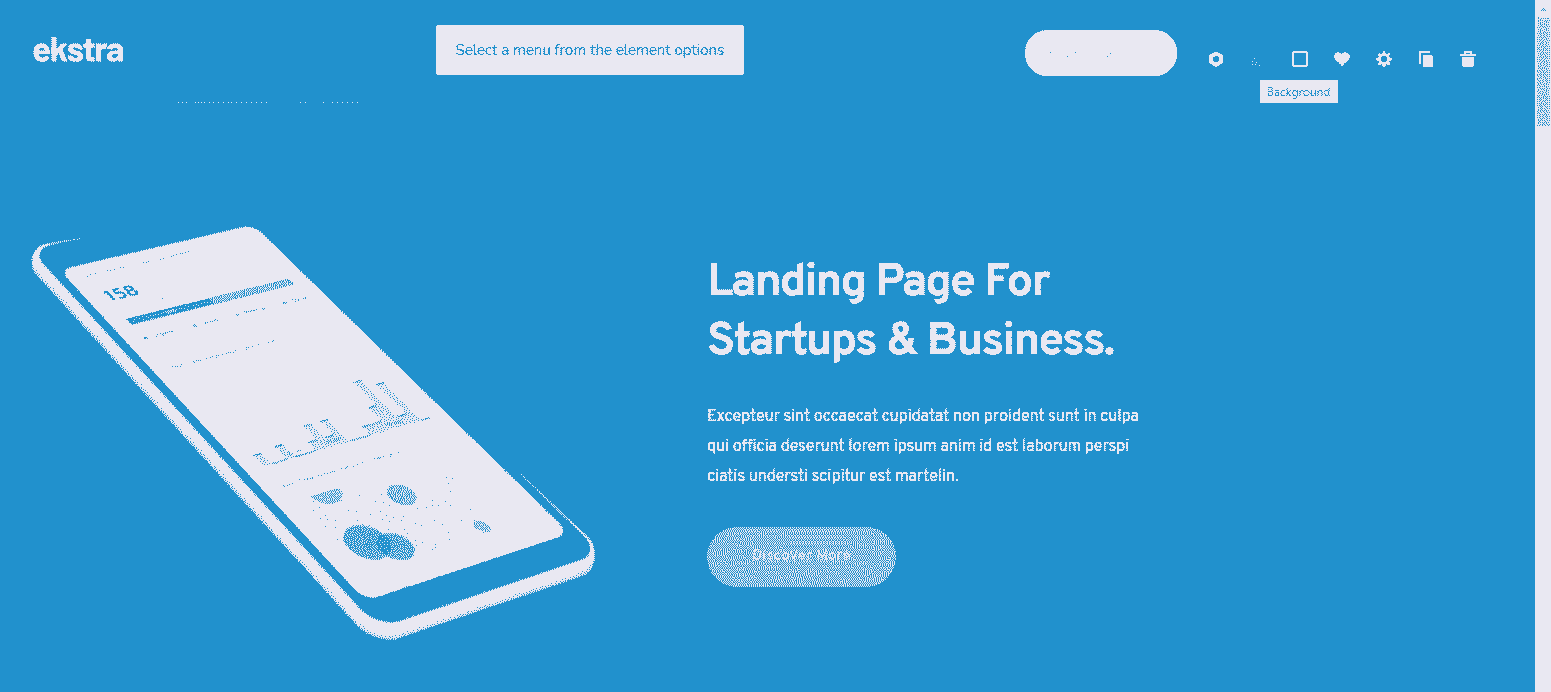 ekstra
Select a menu from the element options
Background
158
Landing Page For
Startups & Business.
Excepteur sint occaecat cupidatat non proident sunt in culpa
qui officia deserunt lorem ipsum anim id est laborum perspi
ciatis understi scipitur est martelin.
Discover More